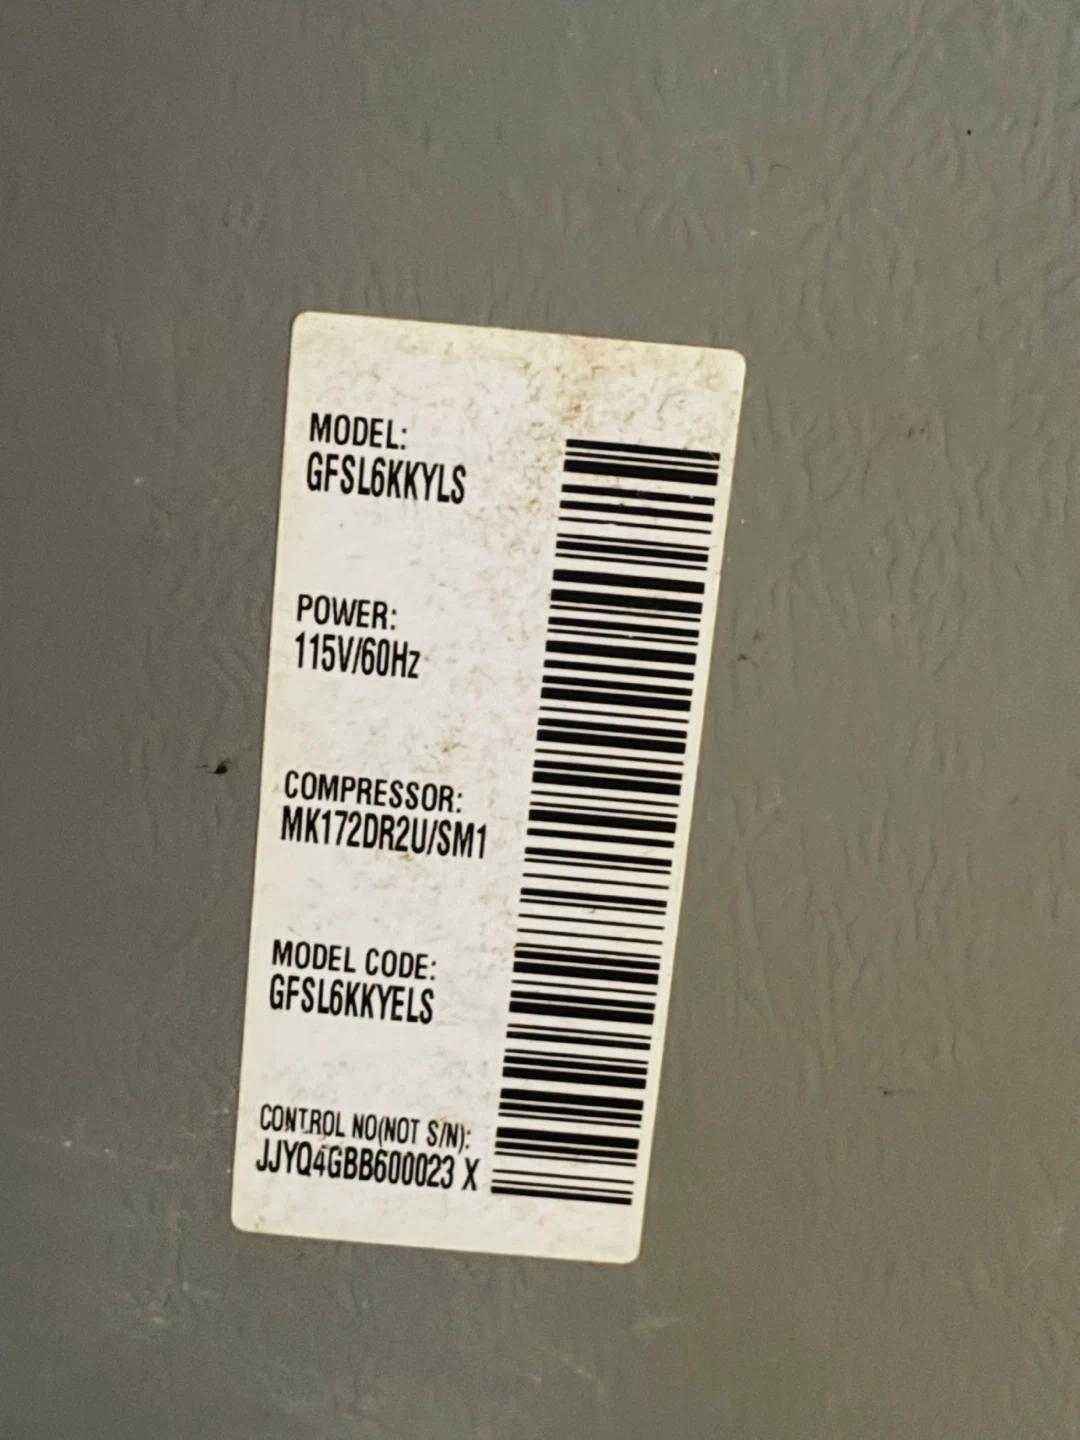 MODEL:
GFSL6KKYLS
POWER:
115V/60Hz
COMPRESSOR:
MK172DR2U/SM1
MODEL CODE:
GFSL6KKYELS
CONTROL NO(NOT S/N):
JJYQ4GBB600023 X